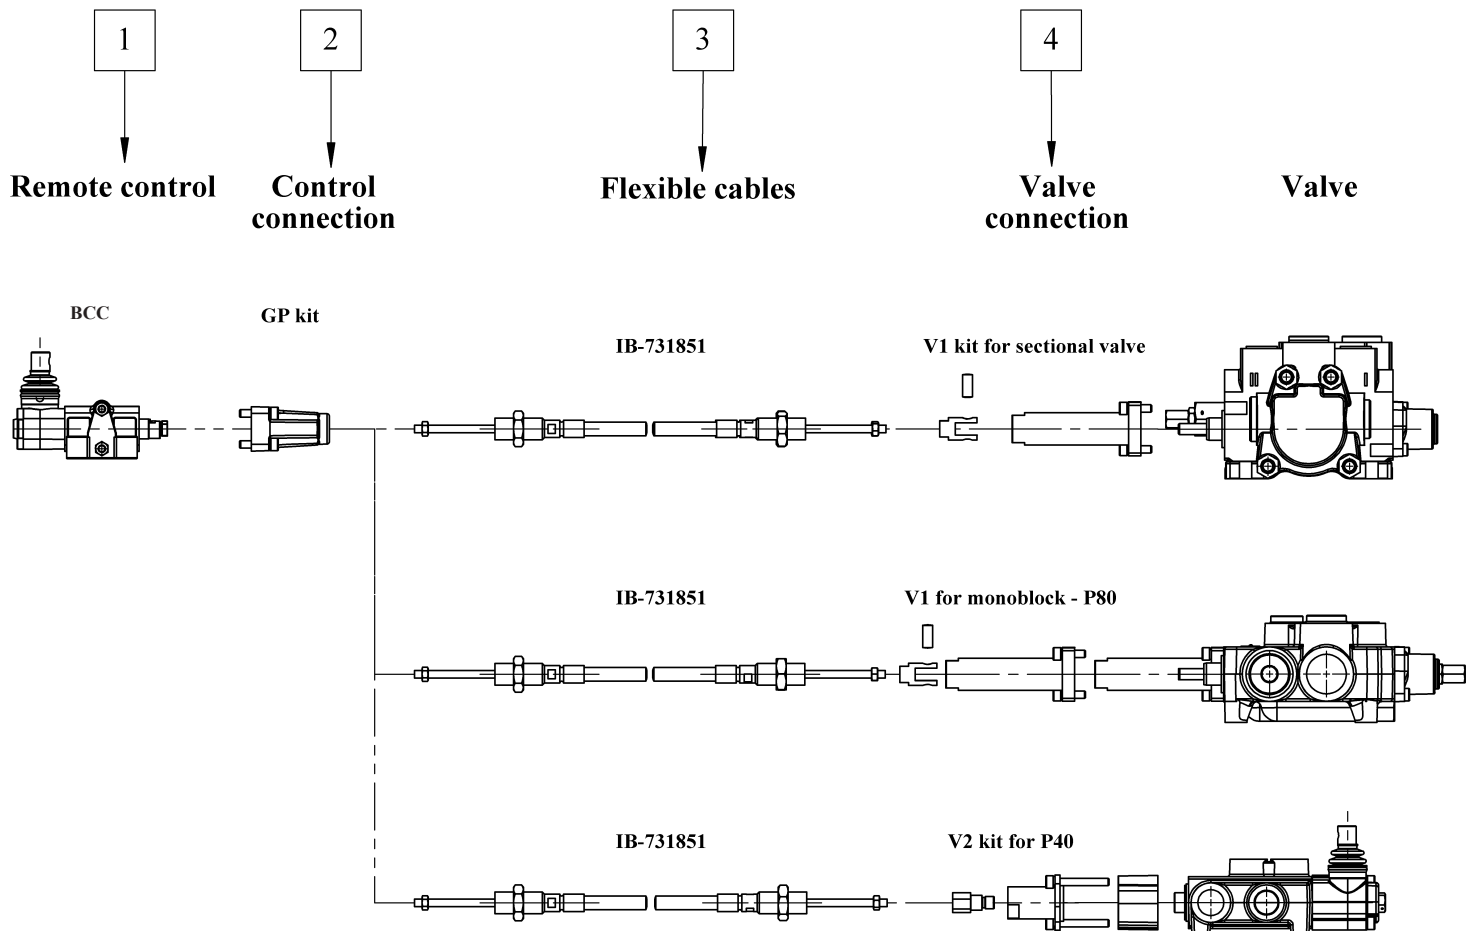 1
2
3
4
Remote control
Control
connection
Flexible cables
Valve
connection
Valve
BCC
GP kit
IB-731851
V1 kit for sectional valve
IB-731851
V1 for monoblock - P80
IB-731851
V2 kit for P40